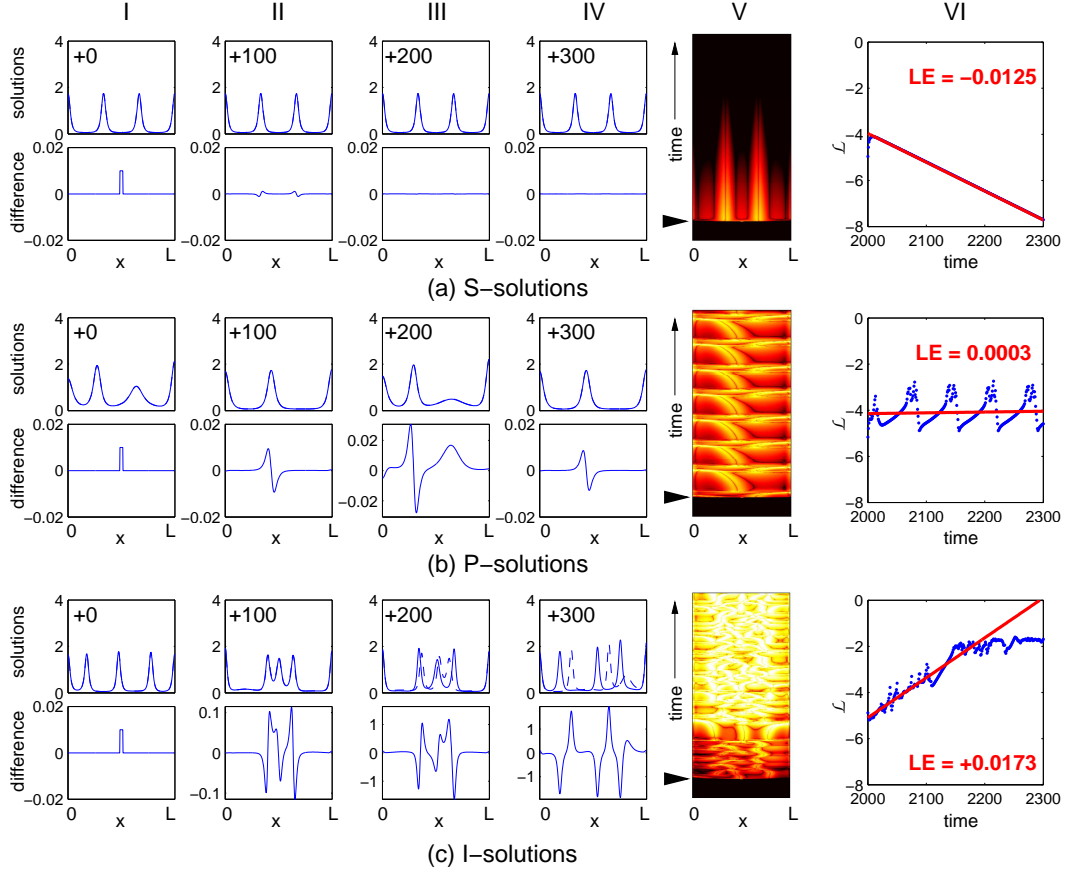 I II III IV V VI
solutions
4
2
0
+0
+100
+200
+300
difference
0.02
0
−0.02
0.02
0
−0.02
0.02
0
−0.02
0.02
0
−0.02
0 x L
0 x L
0 x L
0 x L
time
0 x L
LE = −0.0125
ℒ
0
−2
−4
−6
−8
2000 2100 2200 2300
time
(a) S−solutions
solutions
4
2
0
+0
4
2
0
+100
4
2
0
+200
4
2
0
+300
difference
0.02
0
−0.02
0.02
0
−0.02
0.02
0
−0.01
0.02
0
−0.02
0 x L
0 x L
0 x L
0 x L
time
0 x L
LE = 0.0003
ℒ
0
−2
−4
−6
−8
2000 2100 2200 2300
time
(b) P−solutions
solutions
4
2
0
+0
4
2
0
+100
4
2
0
+200
4
2
0
+300
difference
0.02
0
−0.02
0.1
0
−0.1
1
0
−1
1
0
−1
0 x L
0 x L
0 x L
0 x L
time
0 x L
LE = +0.0173
ℒ
0
−2
−4
−6
−8
2000 2100 2200 2300
time
(c) I−solutions